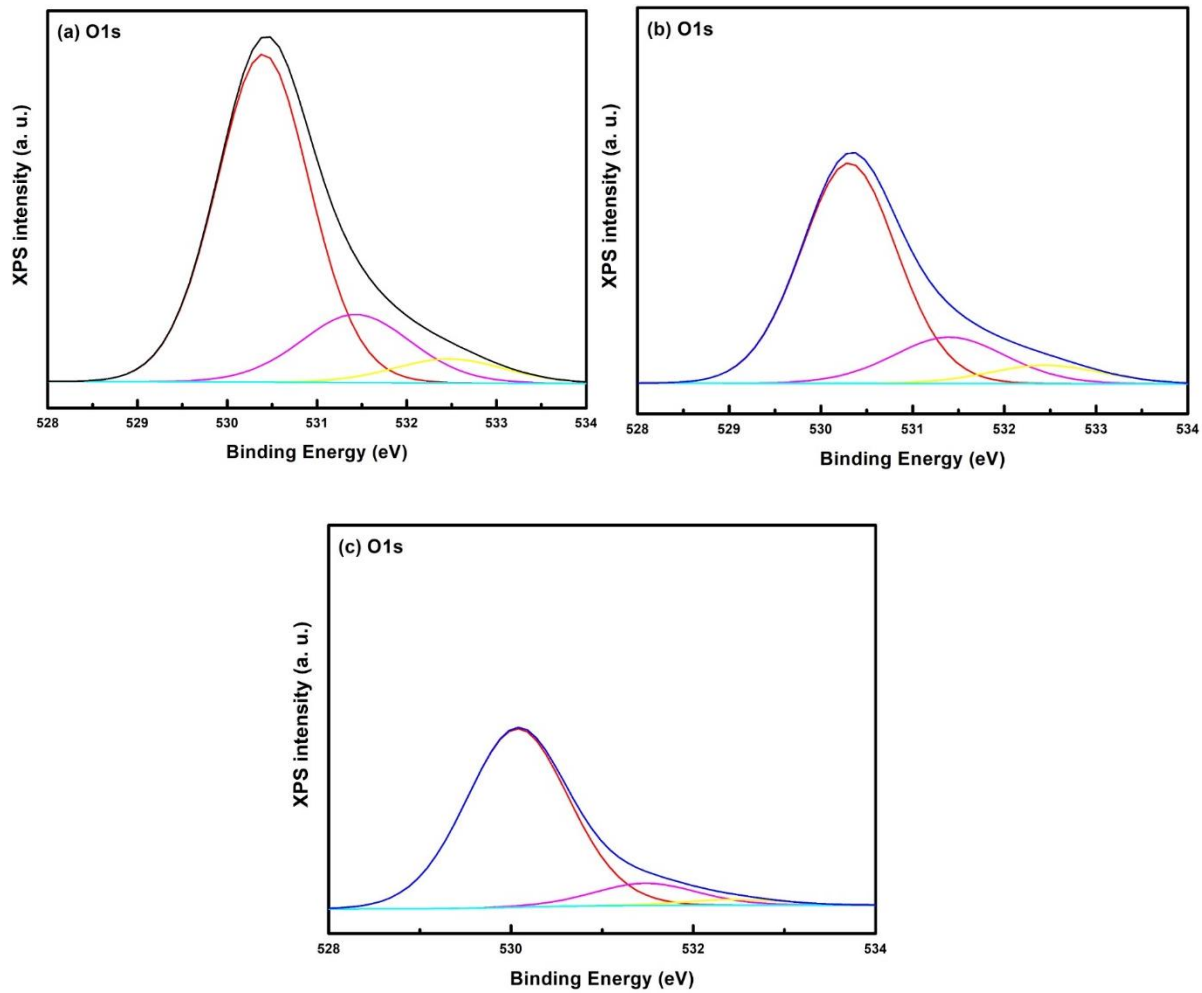 (a) O1s
XPS intensity (a. u.)
528 529 530 531 532 533 534
Binding Energy (eV)
(b) O1s
XPS intensity (a. u.)
528 529 530 531 532 533 534
Binding Energy (eV)
(c) O1s
XPS intensity (a. u.)
528 530 532 534
Binding Energy (eV)